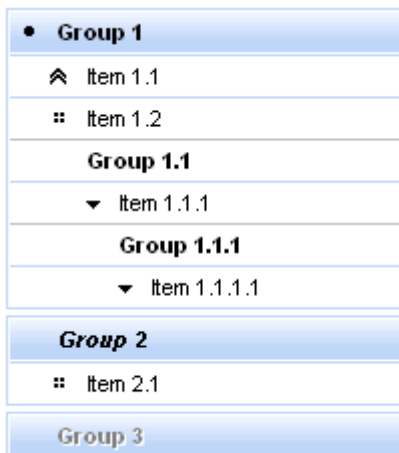 Group 1
Item 1.1
Item 1.2
Group 1.1
Item 1.1.1
Group 1.1.1
Item 1.1.1.1
Group 2
Item 2.1
Group 3